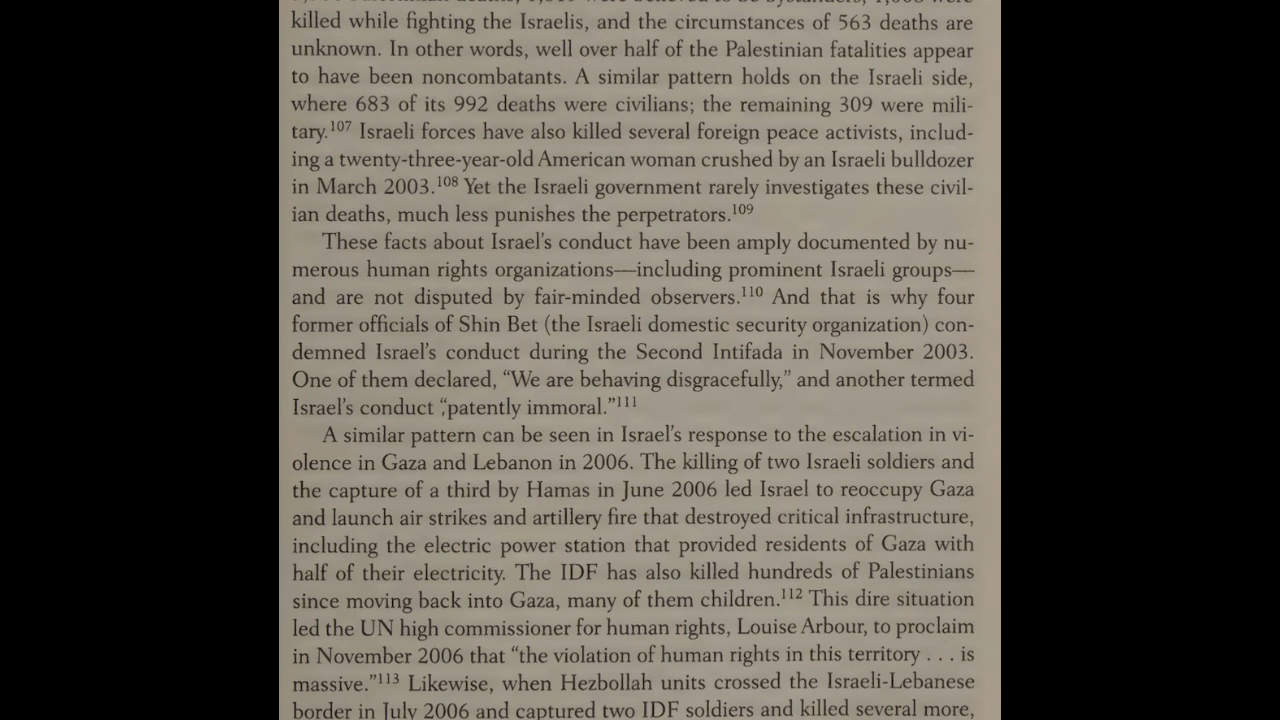 killed while fighting the Israelis, and the circumstances of 563 deaths are
unknown. In other words, well over half of the Palestinian fatalities appear
to have been noncombatants. A similar pattern holds on the Israeli side,
where 683 of its 992 deaths were civilians; the remaining 309 were mili-
tary.107 Israeli forces have also killed several foreign peace activists, includ-
ing a twenty-three-year-old American woman crushed by an Israeli bulldozer
in March 2003.108 Yet the Israeli government rarely investigates these civil-
ian deaths, much less punishes the perpetrators.109
These facts about Israel's conduct have been amply documented by nu-
merous human rights organizations—including prominent Israeli groups—
and are not disputed by fair-minded observers.110 And that is why four
former officials of Shin Bet (the Israeli domestic security organization) con-
demned Israel's conduct during the Second Intifada in November 2003.
One of them declared, “We are behaving disgracefully,” and another termed
Israel's conduct “patently immoral.”111
A similar pattern can be seen in Israel's response to the escalation in vi-
olence in Gaza and Lebanon in 2006. The killing of two Israeli soldiers and
the capture of a third by Hamas in June 2006 led Israel to reoccupy Gaza
and launch air strikes and artillery fire that destroyed critical infrastructure,
including the electric power station that provided residents of Gaza with
half of their electricity. The IDF has also killed hundreds of Palestinians
since moving back into Gaza, many of them children.112 This dire situation
led the UN high commissioner for human rights, Louise Arbour, to proclaim
in November 2006 that “the violation of human rights in this territory . . . is
massive.”113 Likewise, when Hezbollah units crossed the Israeli-Lebanese
border in July 2006 and captured two IDF soldiers and killed several more,